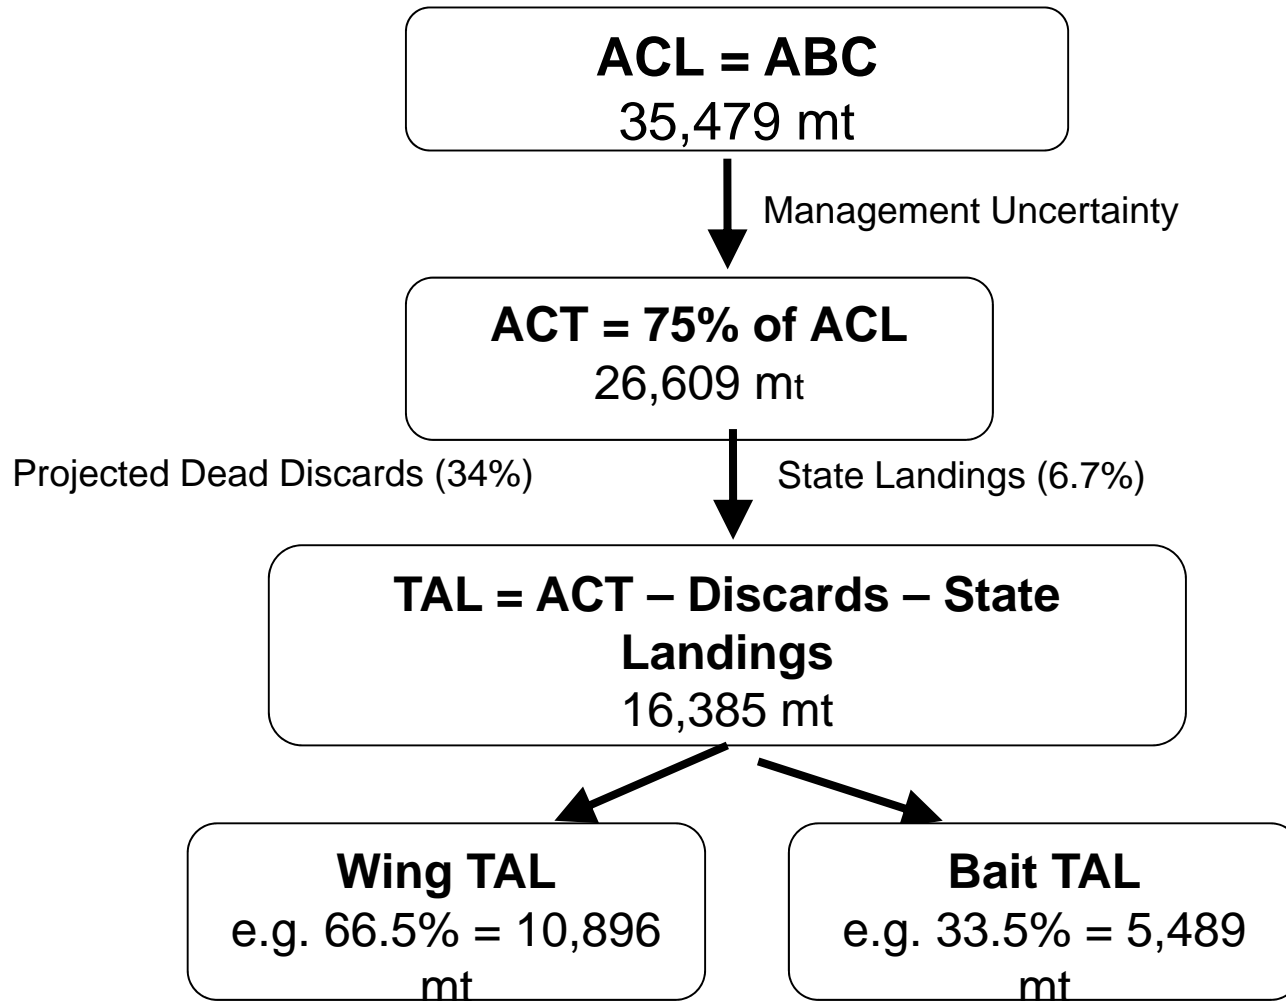 ACL = ABC
35,479 mt
Management Uncertainty
ACT = 75% of ACL
26,609 mt
Projected Dead Discards (34%)
State Landings (6.7%)
TAL = ACT – Discards – State
Landings
16,385 mt
Wing TAL
e.g. 66.5% = 10,896
mt
Bait TAL
e.g. 33.5% = 5,489
mt